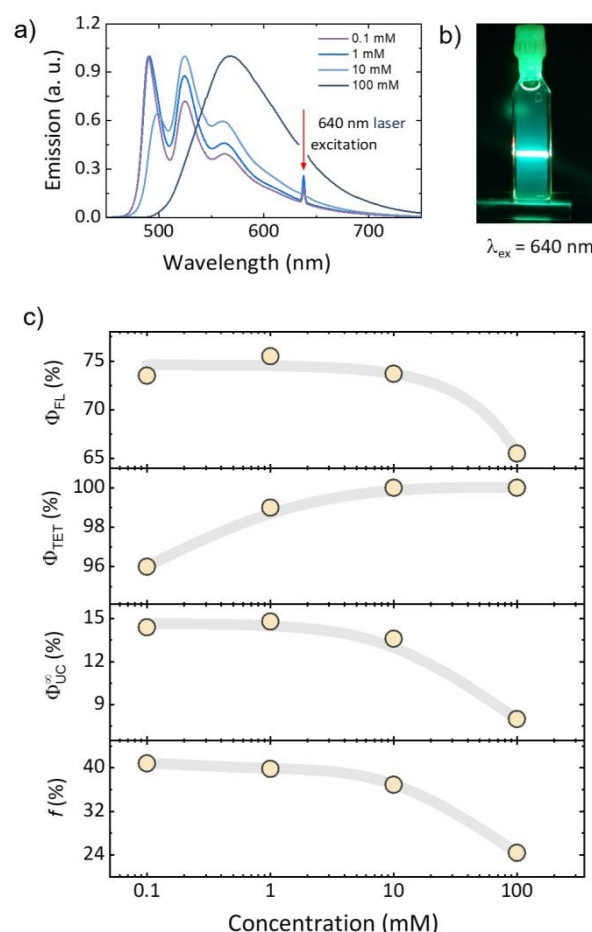 a)
1.2
0.9
0.6
0.3
0.0
Emission (a. u.)
0.1 mM
1 mM
10 mM
100 mM
640 nm laser
excitation
500
600
700
Wavelength (nm)
b)
λex = 640 nm
c)
75
70
65
ΦFL (%)
100
98
96
ΦTET (%)
15
12
9
Φ∞UC (%)
40
32
24
f (%)
0.1
1
10
100
Concentration (mM)